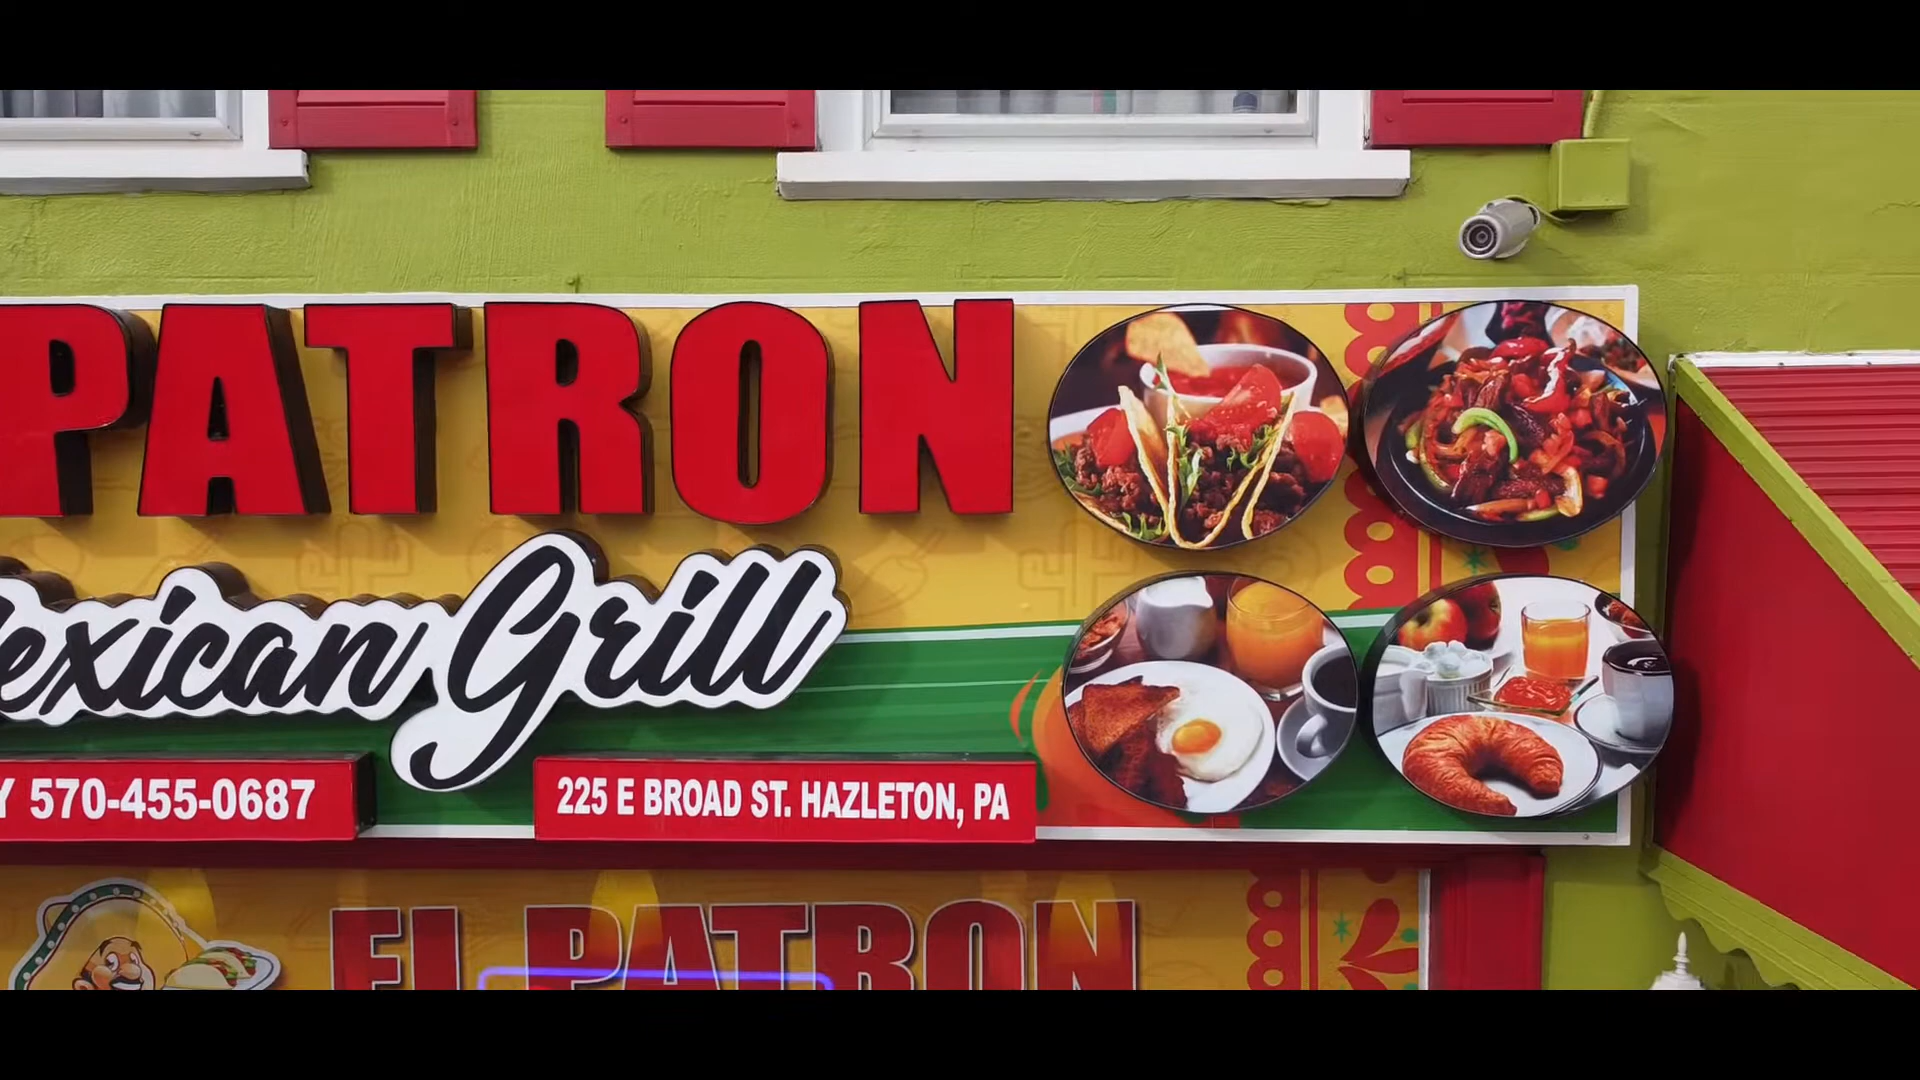 PATRON
exican Grill
Y 570-455-0687
225 E BROAD ST. HAZLETON, PA
EL PATRON